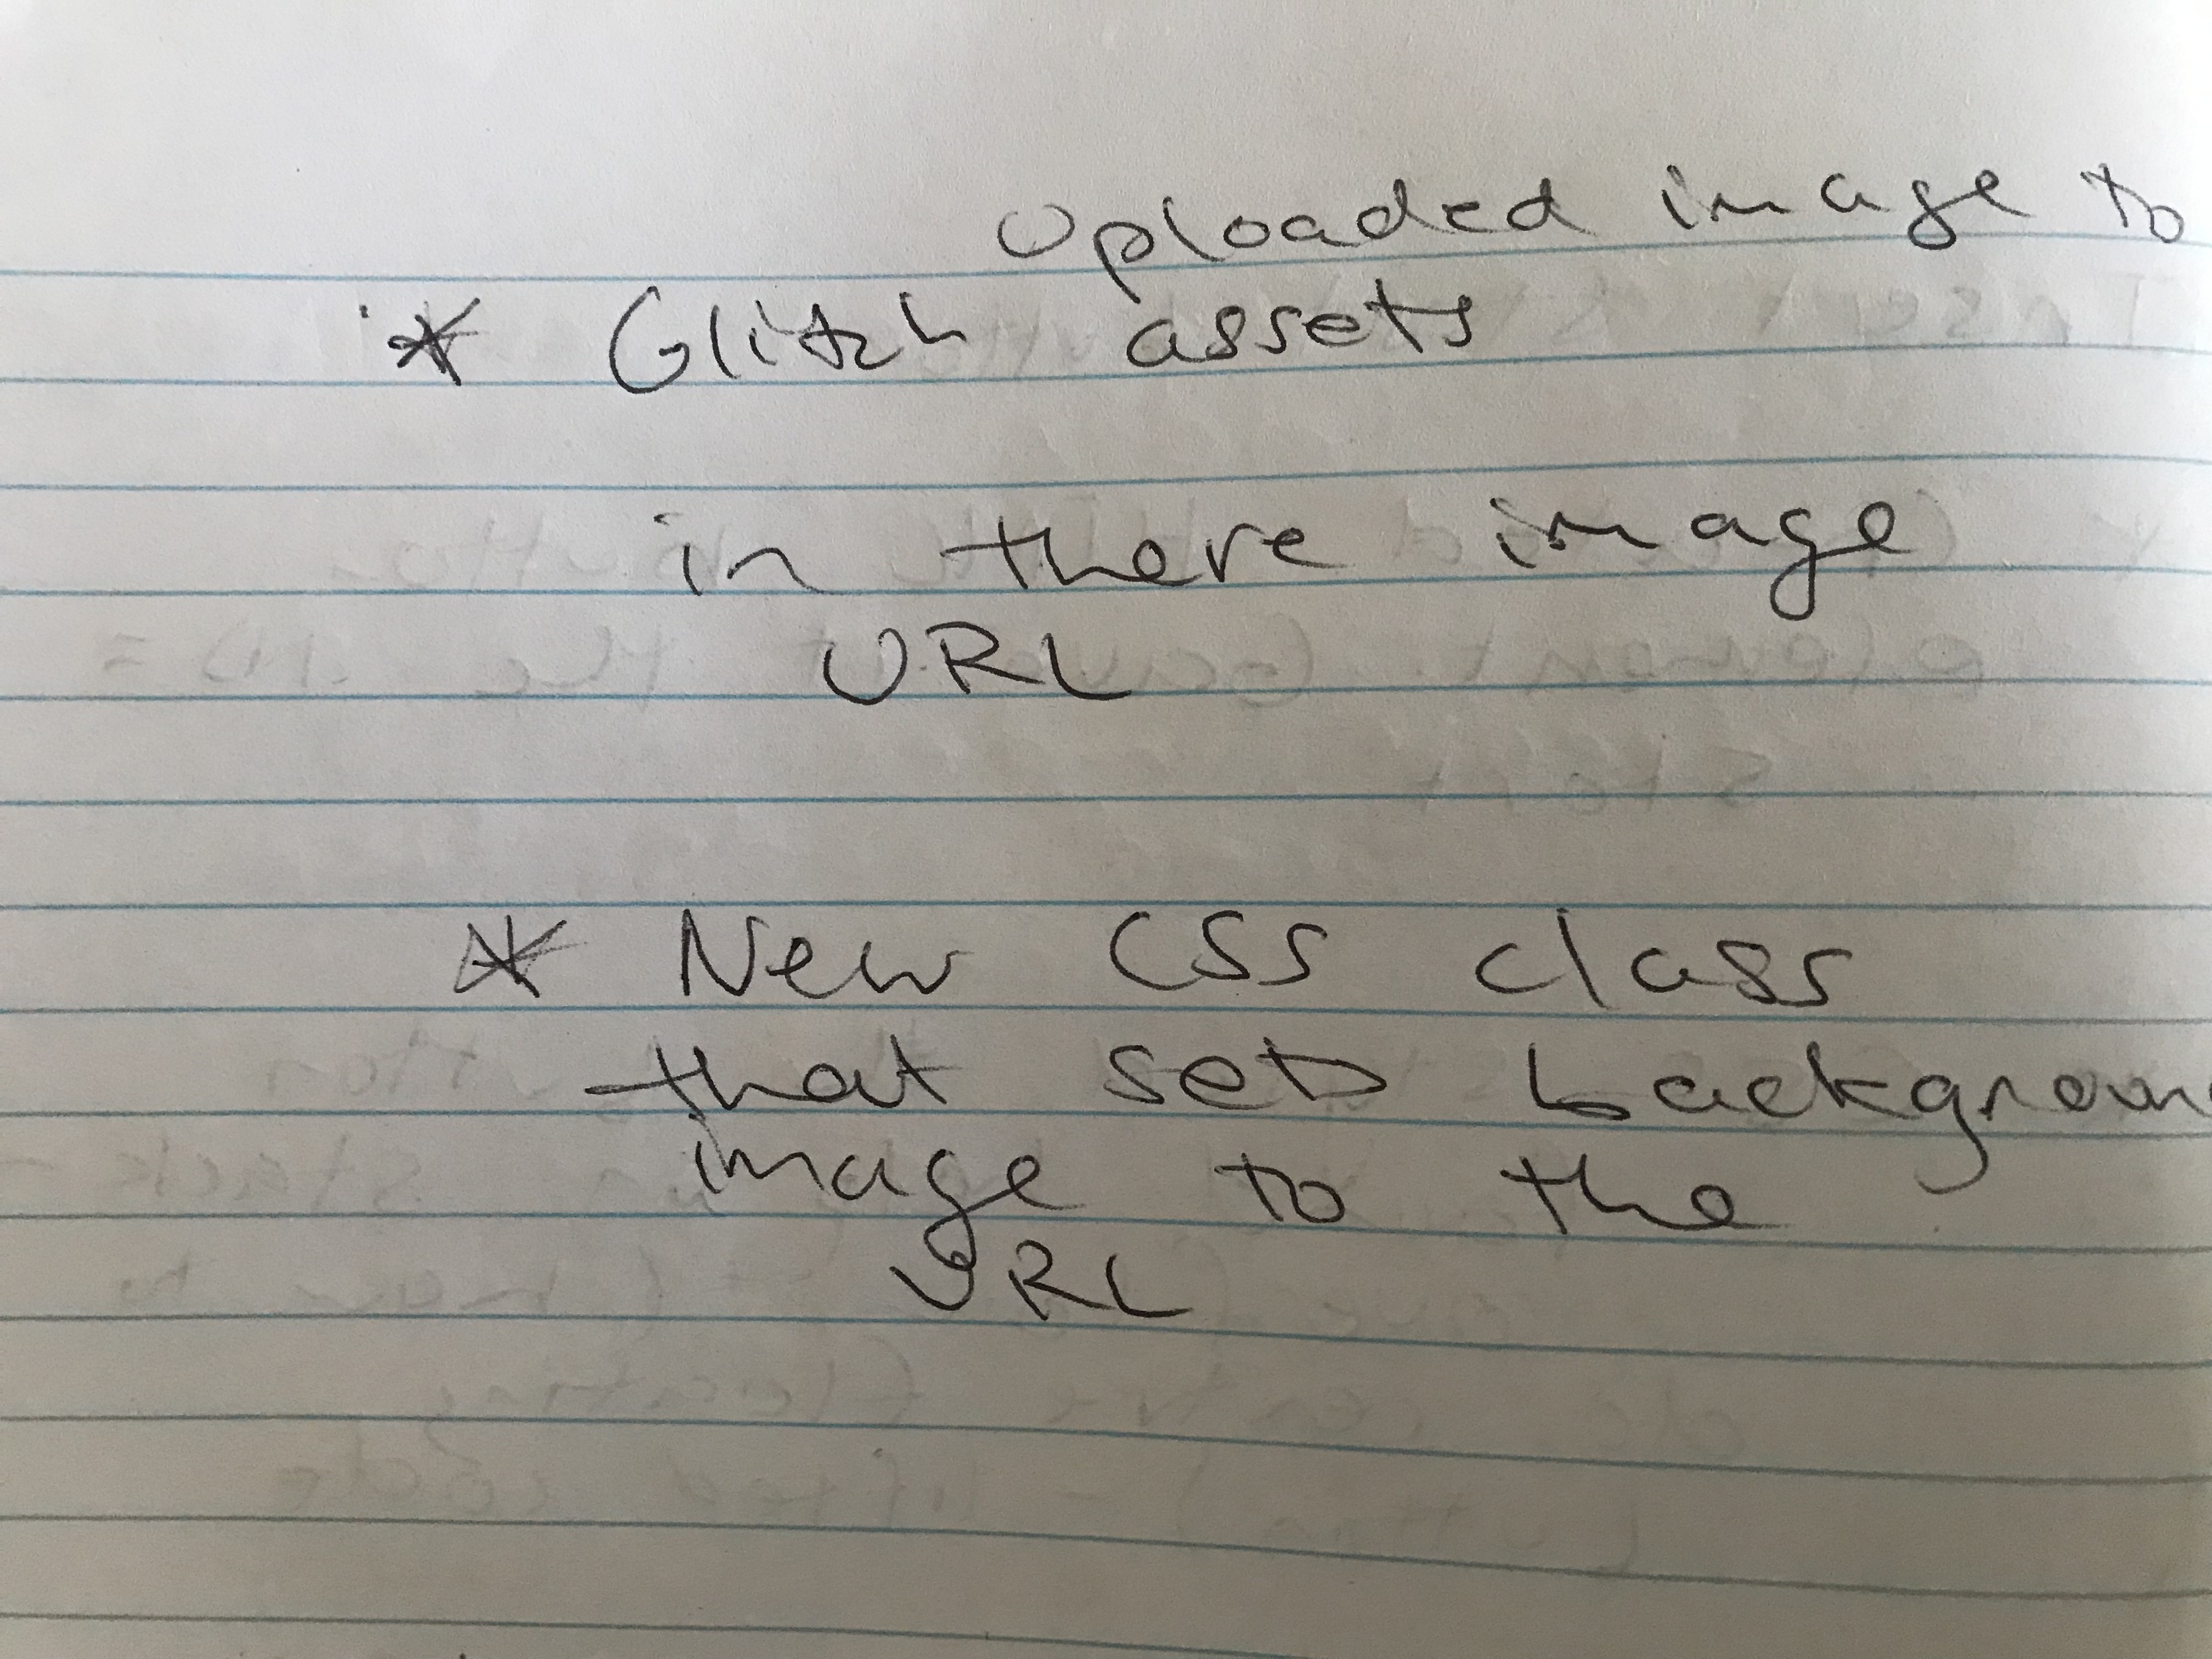 uploaded image to
* Glitch assets
in there image
URL
* New CSS class
that set background
image to the
URL